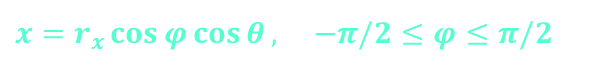 x = rₓ cos φ cos θ ,    −π/2 ≤ φ ≤ π/2